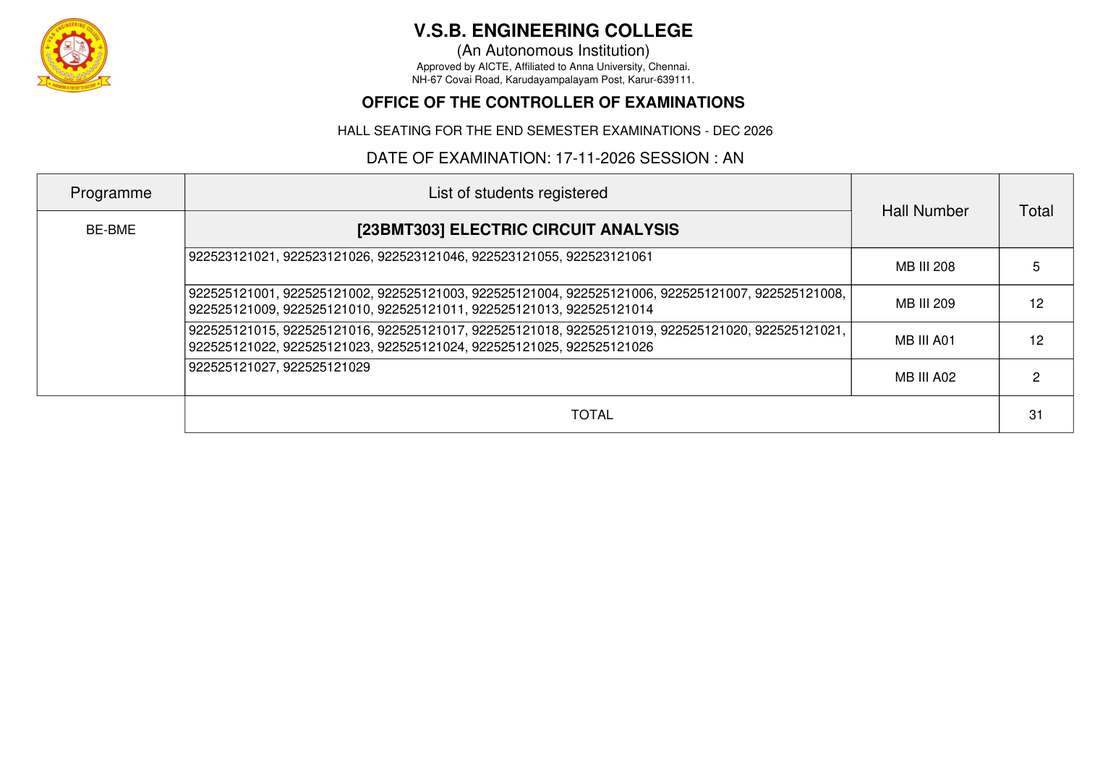 V.S.B. ENGINEERING COLLEGE
(An Autonomous Institution)
Approved by AICTE, Affiliated to Anna University, Chennai.
NH-67 Covai Road, Karudayampalayam Post, Karur-639111.
OFFICE OF THE CONTROLLER OF EXAMINATIONS
HALL SEATING FOR THE END SEMESTER EXAMINATIONS - DEC 2026
DATE OF EXAMINATION: 17-11-2026 SESSION : AN
Programme List of students registered Hall Number Total
BE-BME [23BMT303] ELECTRIC CIRCUIT ANALYSIS
922523121021, 922523121026, 922523121046, 922523121055, 922523121061
MB III 208 5
922525121001, 922525121002, 922525121003, 922525121004, 922525121006, 922525121007, 922525121008,
922525121009, 922525121010, 922525121011, 922525121013, 922525121014
MB III 209 12
922525121015, 922525121016, 922525121017, 922525121018, 922525121019, 922525121020, 922525121021,
922525121022, 922525121023, 922525121024, 922525121025, 922525121026
MB III A01 12
922525121027, 922525121029
MB III A02 2
TOTAL 31